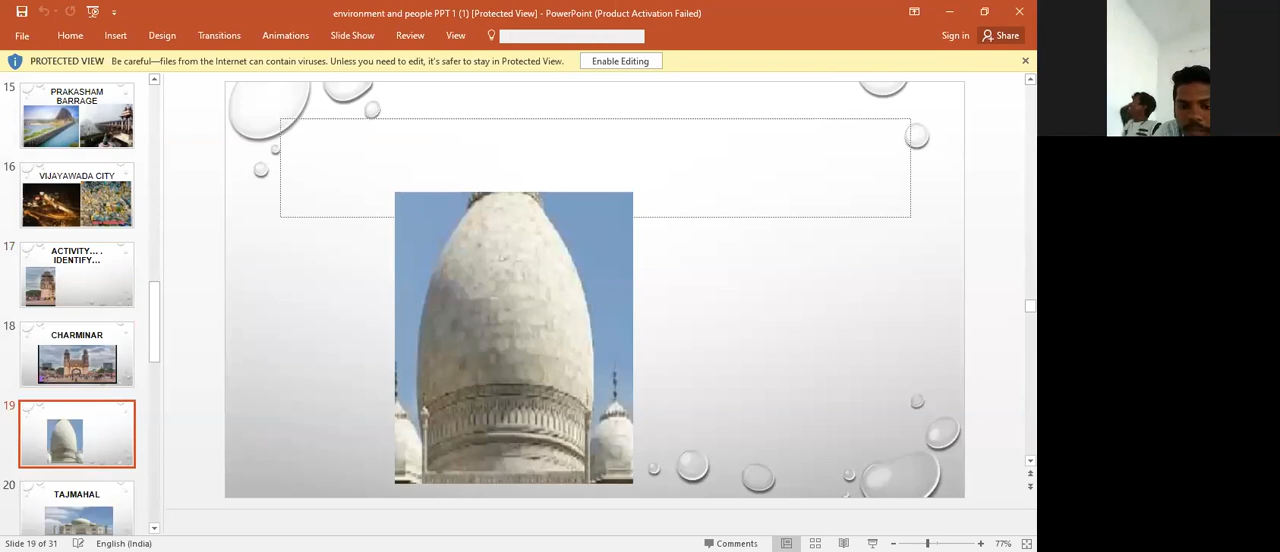 environment and people PPT 1 (1) [Protected View] - PowerPoint (Product Activation Failed)
File Home Insert Design Transitions Animations Slide Show Review View Sign in Share
PROTECTED VIEW Be careful—files from the Internet can contain viruses. Unless you need to edit, it's safer to stay in Protected View. Enable Editing
15
PRAKASHAM
BARRAGE
16
VIJAYAWADA CITY
17
ACTIVITY... .
IDENTIFY...
18
CHARMINAR
19
20
TAJMAHAL
Slide 19 of 31 English (India) Comments 77%